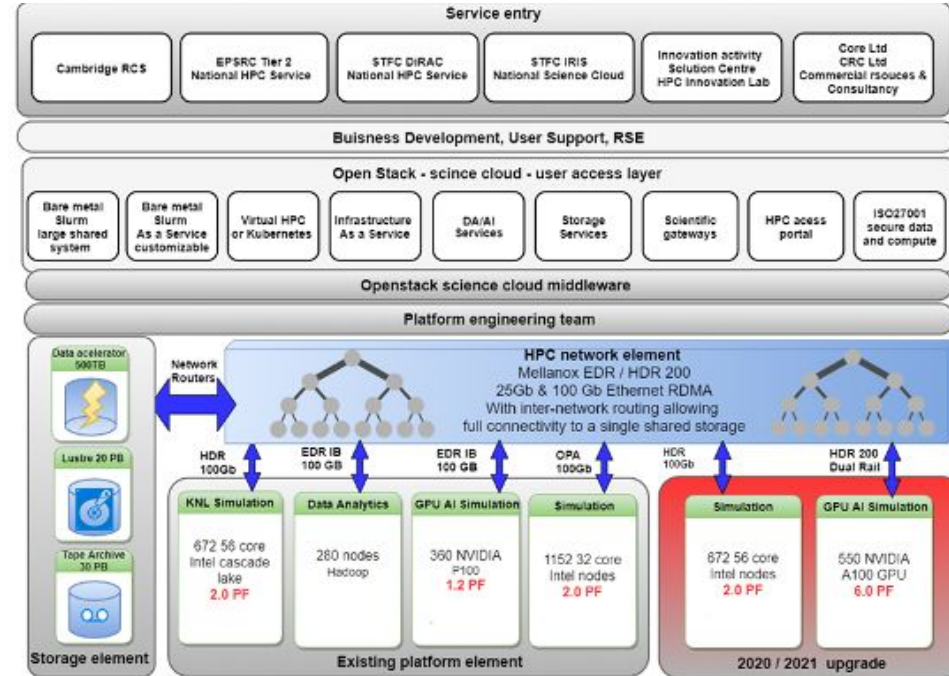 Service entry
Cambridge RCS
EPSRC Tier 2
National HPC Service
STFC DiRAC
National HPC Service
STFC IRIS
National Science Cloud
Innovation activity
Solution Centre
HPC Innovation Lab
Core Ltd
CRC Ltd
Commercial rsouces &
Consultancy
Buisness Development, User Support, RSE
Open Stack - scince cloud - user access layer
Bare metal
Slurm
large shared
system
Bare metal
Slurm
As a Service
customizable
Virtual HPC
or Kubernetes
Infrastructure
As a Service
DA/AI
Services
Storage
Services
Scientific
gateways
HPC acess
portal
ISO27001
secure data
and compute
Openstack science cloud middleware
Platform engineering team
Data acelerator
500TB
Lustre 20 PB
Tape Archive
30 PB
Storage element
Network
Routers
HPC network element
Mellanox EDR / HDR 200
25Gb & 100 Gb Ethernet RDMA
With inter-network routing allowing
full connectivity to a single shared storage
HDR
100Gb
EDR IB
100 GB
EDR IB
100 GB
OPA
100Gb
HDR
100Gb
HDR 200
Dual Rail
KNL Simulation
672 56 core
Intel cascade
lake
2.0 PF
Data Analytics
280 nodes
Hadoop
GPU AI Simulation
360 NVIDIA
P100
1.2 PF
Simulation
1152 32 core
Intel nodes
2.0 PF
Existing platform element
Simulation
672 56 core
Intel nodes
2.0 PF
GPU AI Simulation
550 NVIDIA
A100 GPU
6.0 PF
2020 / 2021 upgrade